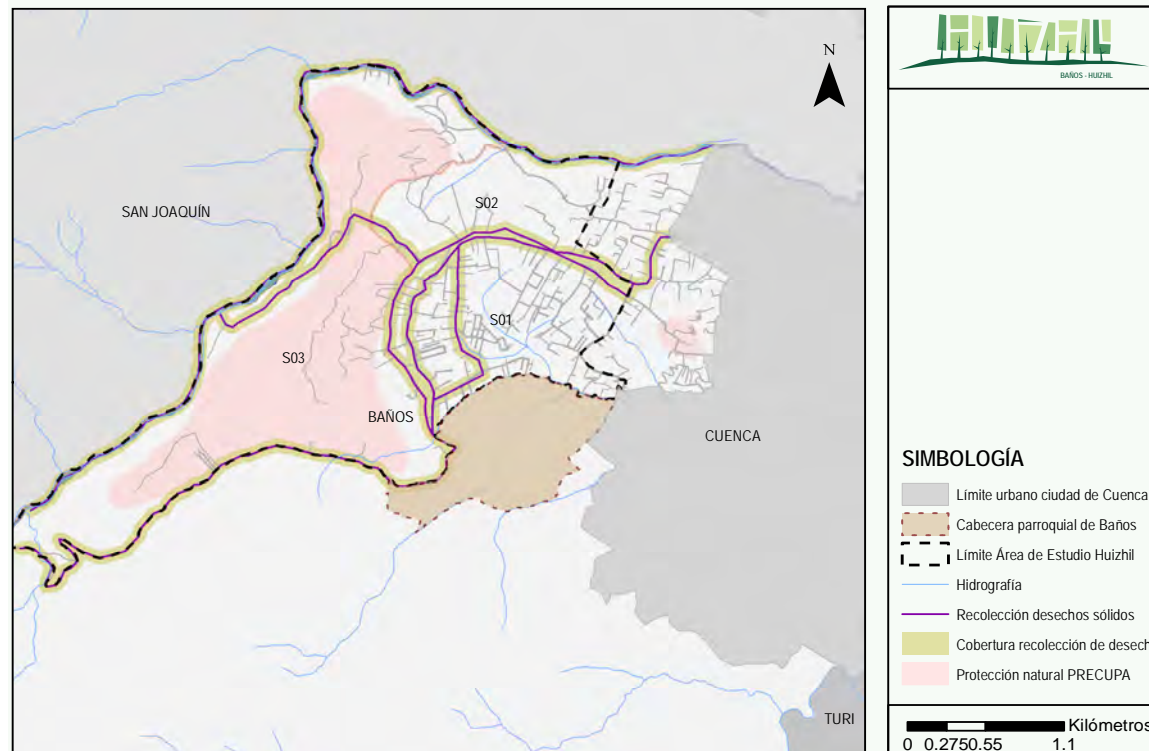 N
SAN JOAQUÍN
S02
S01
S03
BAÑOS
CUENCA
TURI
BAÑOS - HUIZHIL
SIMBOLOGÍA
Límite urbano ciudad de Cuenca
Cabecera parroquial de Baños
Límite Área de Estudio Huizhil
Hidrografía
Recolección desechos sólidos
Cobertura recolección de desech
Protección natural PRECUPA
Kilómetros
0 0.2750.55 1.1